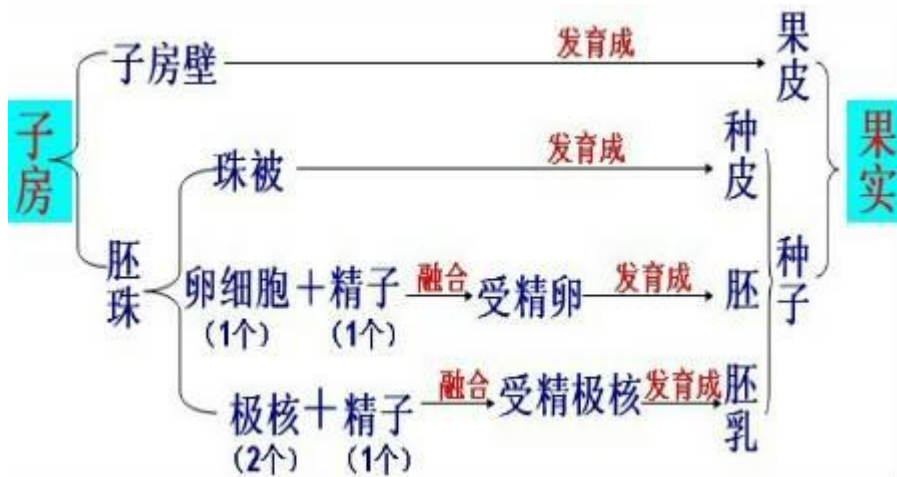 子房
子房壁
发育成
果皮
胚珠
珠被
发育成
种皮
卵细胞+精子
(1个) (1个)
融合
受精卵
发育成
胚
极核+精子
(2个) (1个)
融合
受精极核
发育成
胚乳
种子
果实